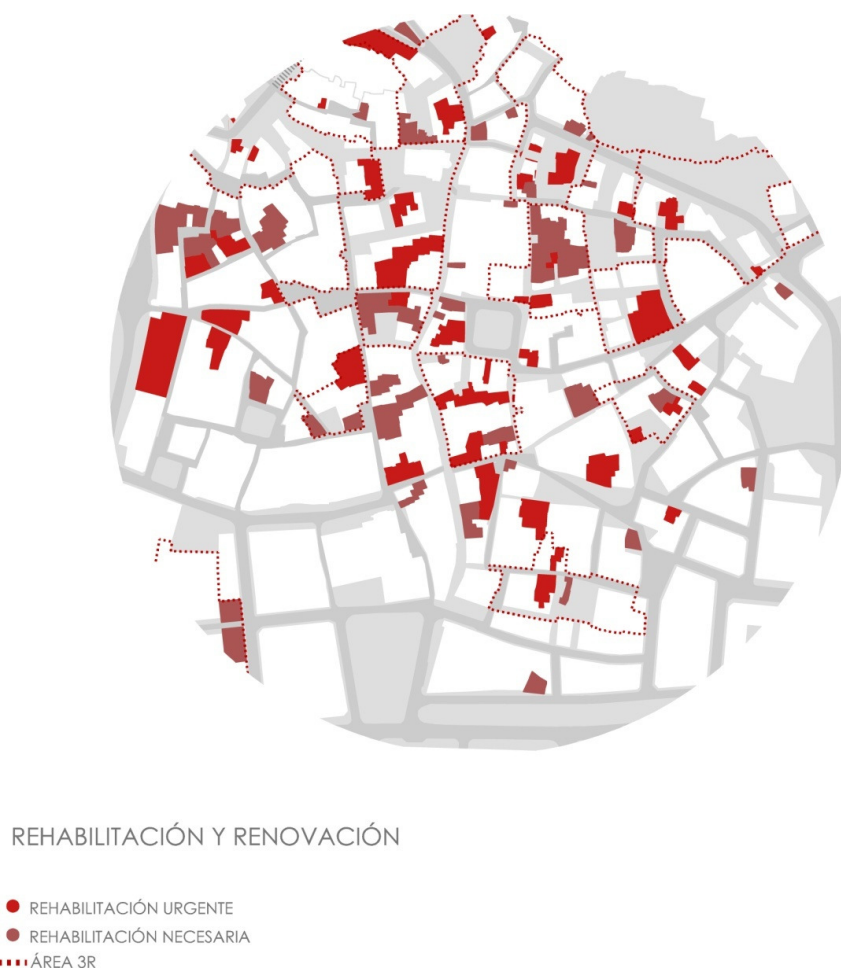 REHABILITACIÓN Y RENOVACIÓN
REHABILITACIÓN URGENTE
REHABILITACIÓN NECESARIA
ÁREA 3R